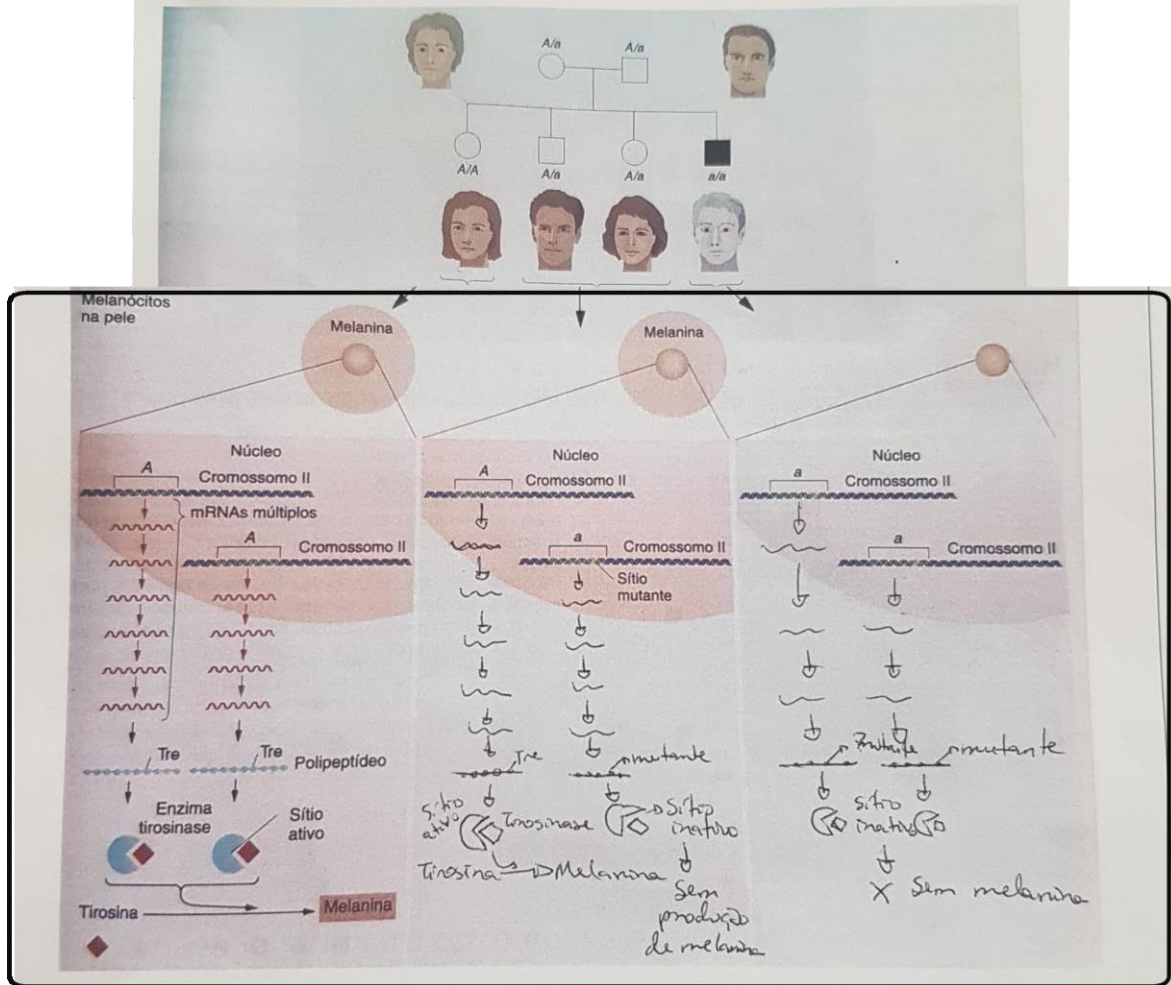 A/a
A/a
A/A
A/a
A/a
a/a
Melanócitos
na pele
Melanina
Melanina
Núcleo
A
Cromossomo II
mRNAs múltiplos
A
Cromossomo II
Tre
Tre
Polipeptídeo
Enzima
tirosinase
Sítio
ativo
Tirosina
Melanina
Núcleo
A
Cromossomo II
a
Cromossomo II
Sítio
mutante
Tre
mutante
Sítio
ativo
Tirosinase
Sítio
inativo
Tirosina
Melanina
Sem
produção
de melanina
Núcleo
a
Cromossomo II
a
Cromossomo II
mutante
mutante
sítio
inativo
X Sem melanina